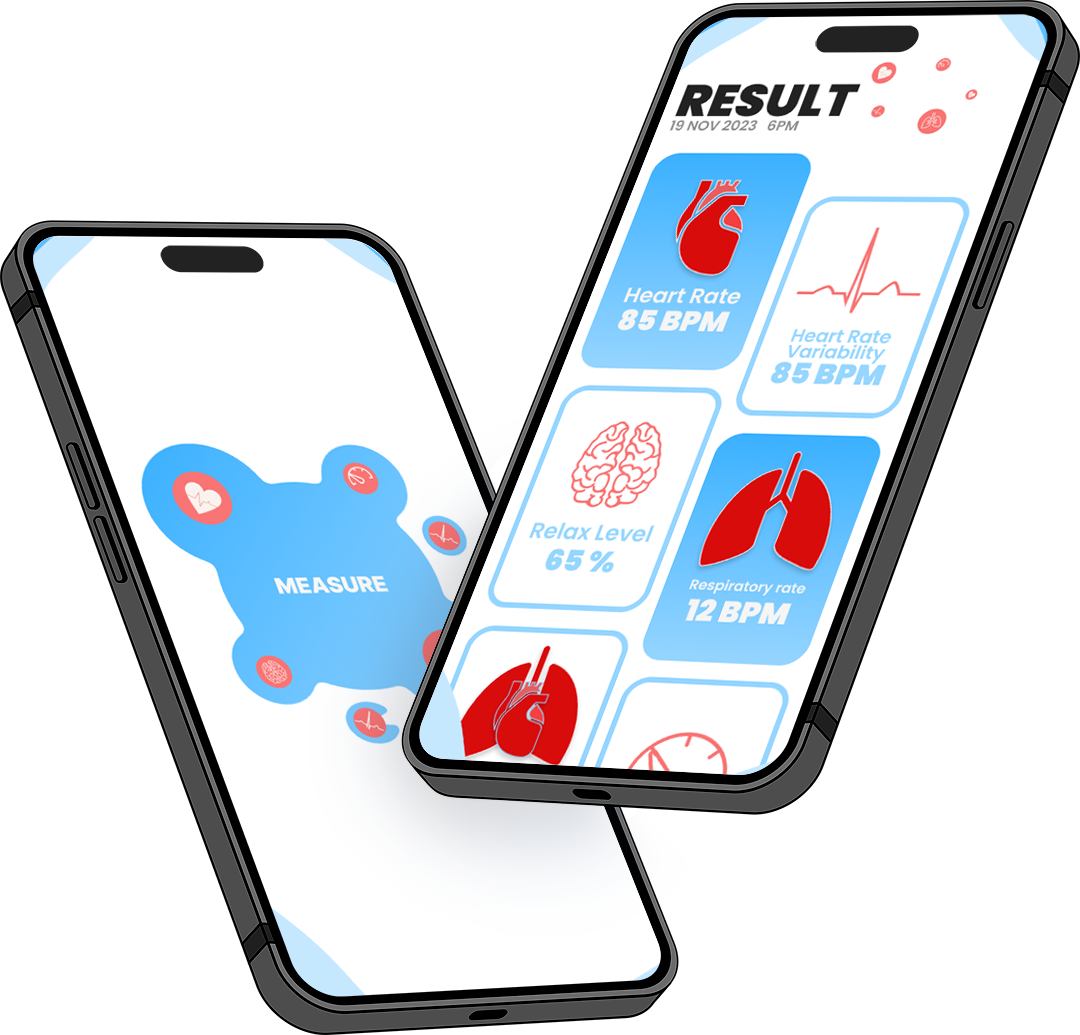 MEASURE
RESULT
19 NOV 2023 6PM
Heart Rate
85 BPM
Heart Rate
Variability
85 BPM
Relax Level
65 %
Respiratory rate
12 BPM